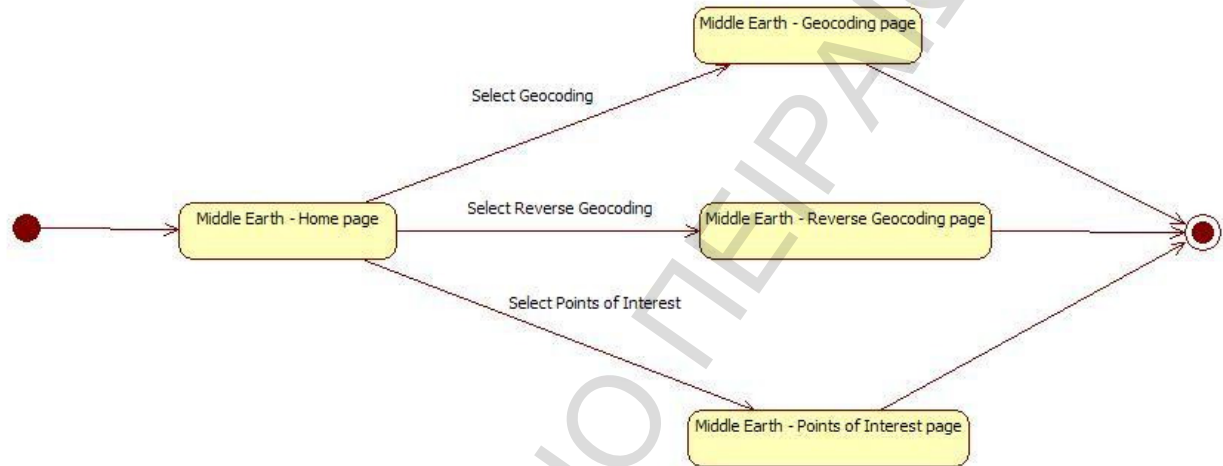 Middle Earth - Geocoding page
Select Geocoding
Middle Earth - Home page
Select Reverse Geocoding
Middle Earth - Reverse Geocoding page
Select Points of Interest
Middle Earth - Points of Interest page
ΠΕΙΡΑΙ